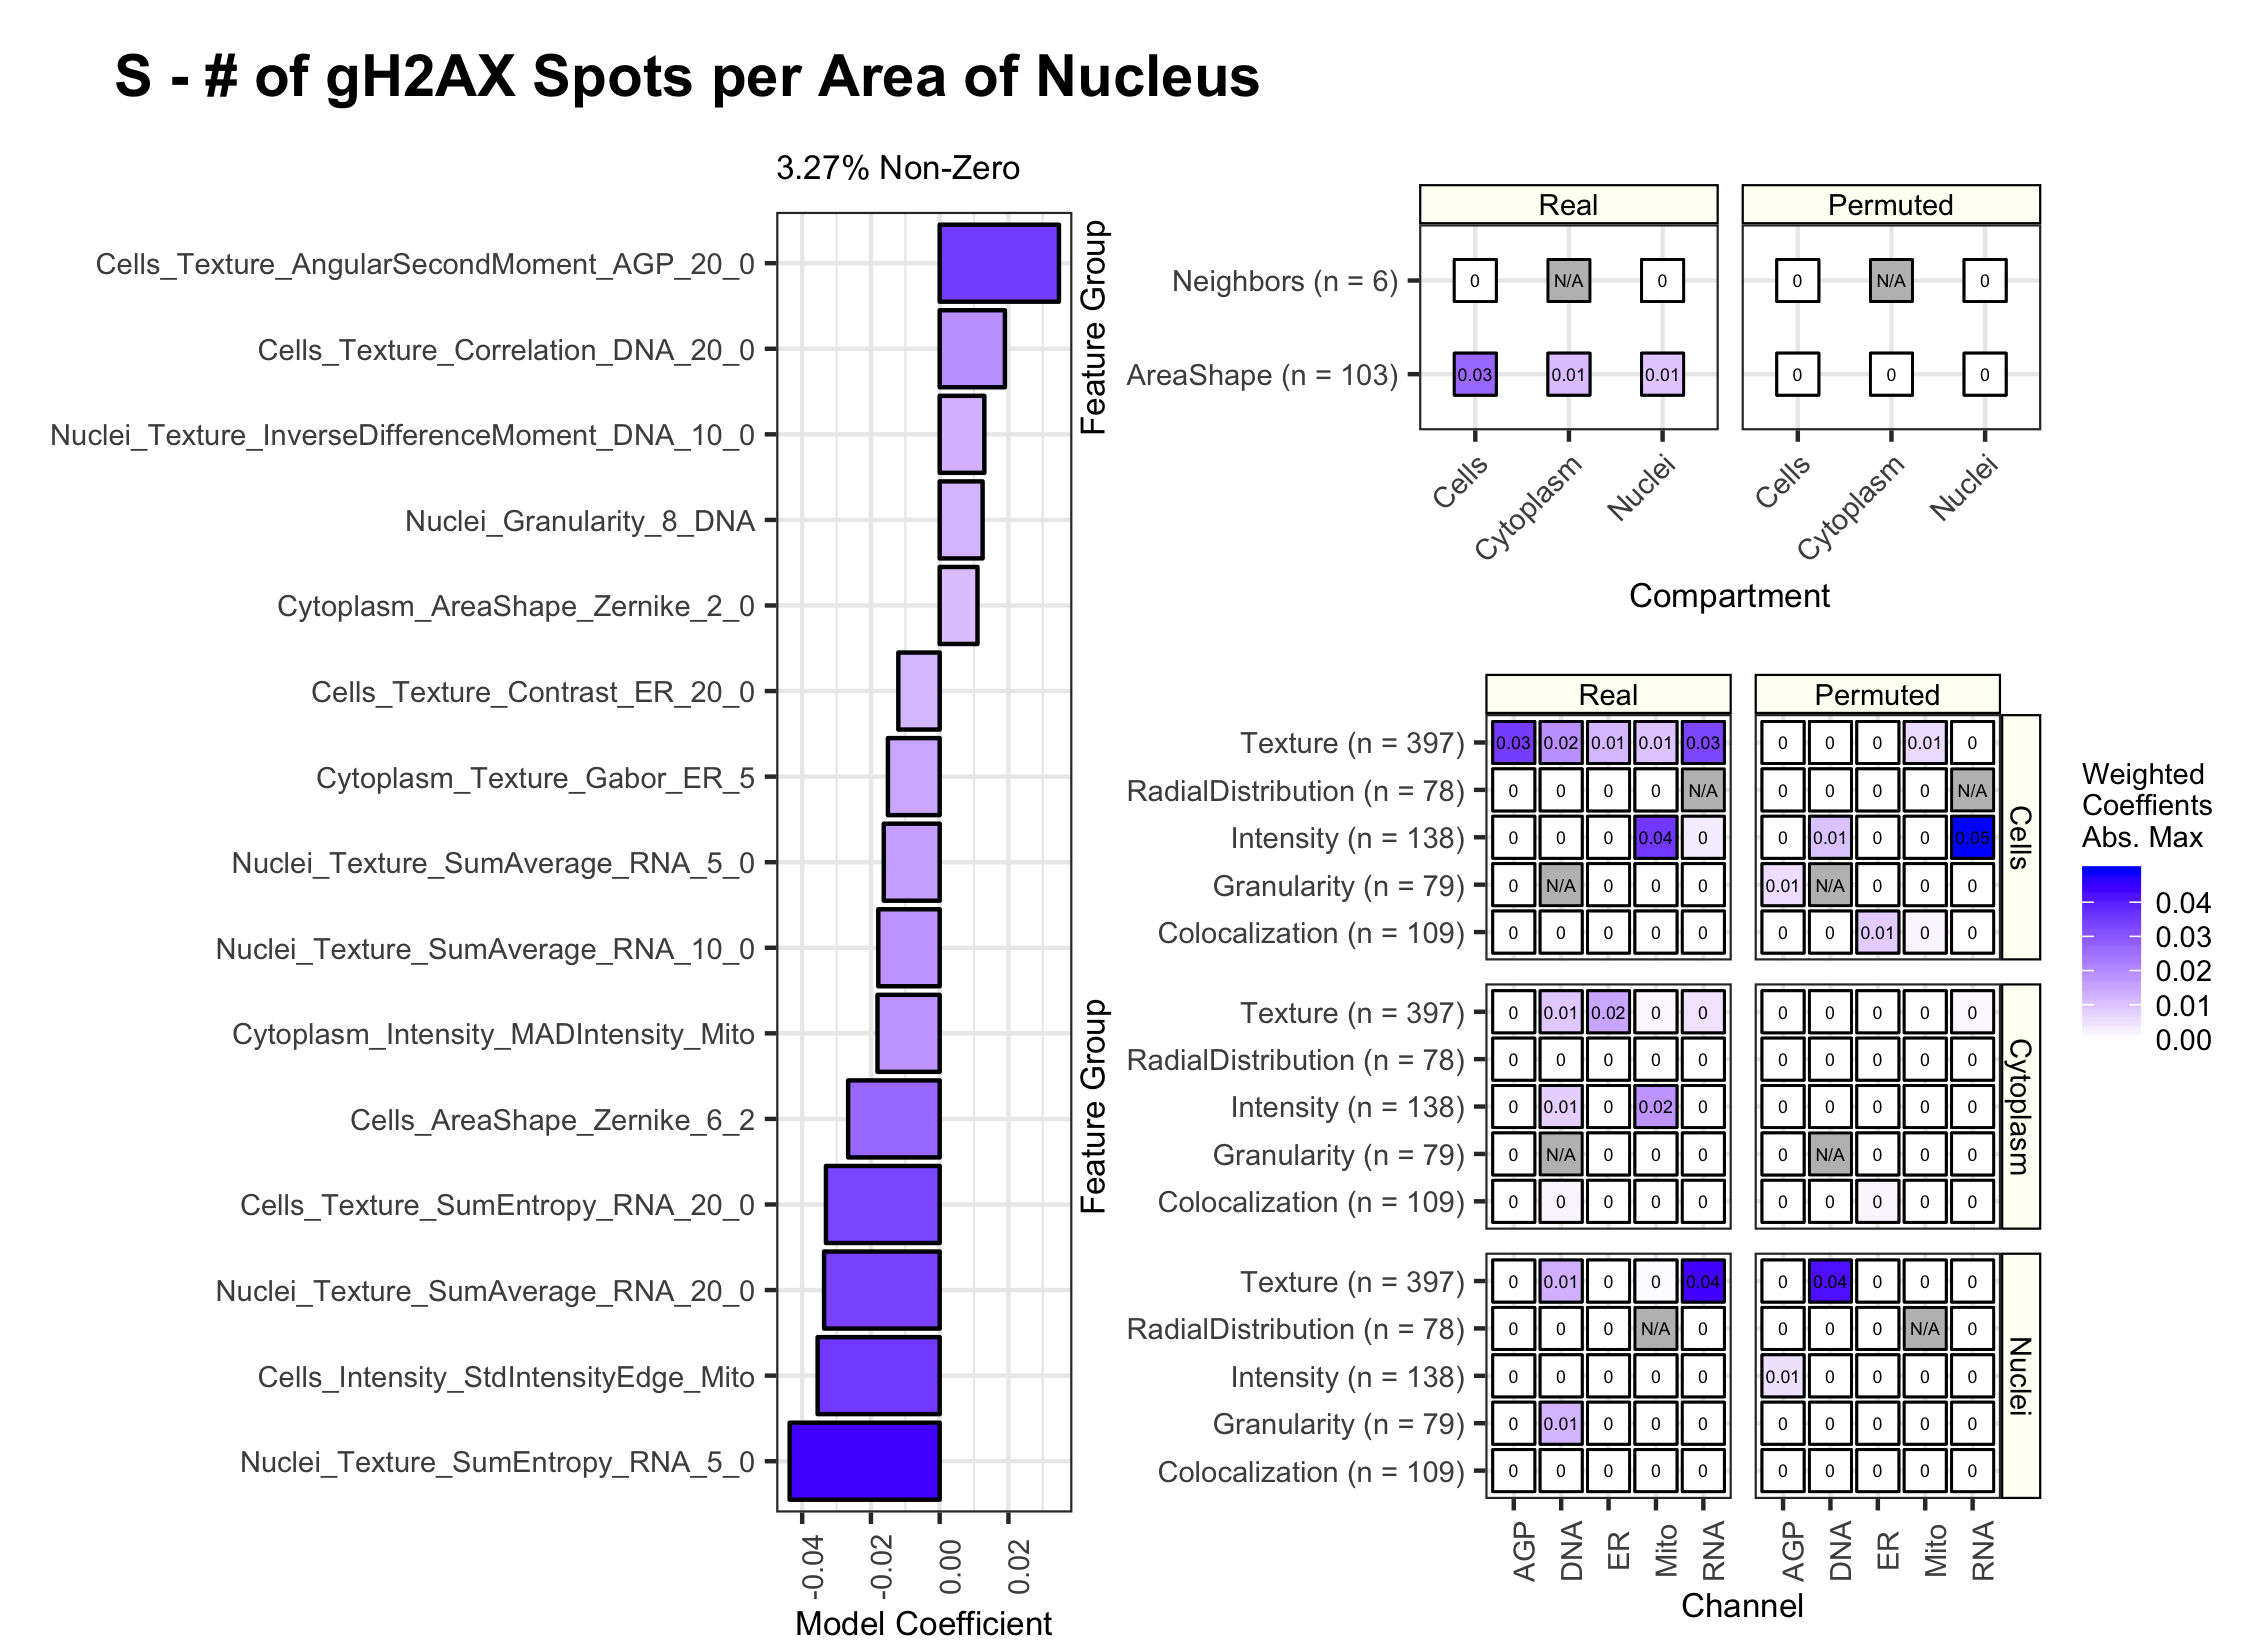 S - # of gH2AX Spots per Area of Nucleus
3.27% Non-Zero
Cells_Texture_AngularSecondMoment_AGP_20_0
Cells_Texture_Correlation_DNA_20_0
Nuclei_Texture_InverseDifferenceMoment_DNA_10_0
Nuclei_Granularity_8_DNA
Cytoplasm_AreaShape_Zernike_2_0
Cells_Texture_Contrast_ER_20_0
Cytoplasm_Texture_Gabor_ER_5
Nuclei_Texture_SumAverage_RNA_5_0
Nuclei_Texture_SumAverage_RNA_10_0
Cytoplasm_Intensity_MADIntensity_Mito
Cells_AreaShape_Zernike_6_2
Cells_Texture_SumEntropy_RNA_20_0
Nuclei_Texture_SumAverage_RNA_20_0
Cells_Intensity_StdIntensityEdge_Mito
Nuclei_Texture_SumEntropy_RNA_5_0
-0.04 -0.02 0.00 0.02
Model Coefficient
Feature Group
Real Permuted
Neighbors (n = 6) 0 N/A 0 0 N/A 0
AreaShape (n = 103) 0.03 0.01 0.01 0 0 0
Cells Cytoplasm Nuclei Cells Cytoplasm Nuclei
Compartment
Feature Group
Real Permuted
Texture (n = 397) 0.03 0.02 0.01 0.01 0.03 0 0 0 0.01 0
RadialDistribution (n = 78) 0 0 0 0 N/A 0 0 0 0 N/A
Intensity (n = 138) 0 0 0 0.04 0 0 0.01 0 0 0.05
Granularity (n = 79) 0 N/A 0 0 0 0.01 N/A 0 0 0
Colocalization (n = 109) 0 0 0 0 0 0 0 0.01 0 0
Cells
Texture (n = 397) 0 0.01 0.02 0 0 0 0 0 0 0
RadialDistribution (n = 78) 0 0 0 0 0 0 0 0 0 0
Intensity (n = 138) 0 0.01 0 0.02 0 0 0 0 0 0
Granularity (n = 79) 0 N/A 0 0 0 0 N/A 0 0 0
Colocalization (n = 109) 0 0 0 0 0 0 0 0 0 0
Cytoplasm
Texture (n = 397) 0 0.01 0 0 0.04 0 0.04 0 0 0
RadialDistribution (n = 78) 0 0 0 N/A 0 0 0 0 N/A 0
Intensity (n = 138) 0 0 0 0 0 0.01 0 0 0 0
Granularity (n = 79) 0 0.01 0 0 0 0 0 0 0 0
Colocalization (n = 109) 0 0 0 0 0 0 0 0 0 0
Nuclei
AGP DNA ER Mito RNA AGP DNA ER Mito RNA
Channel
Weighted
Coeffients
Abs. Max
0.04
0.03
0.02
0.01
0.00